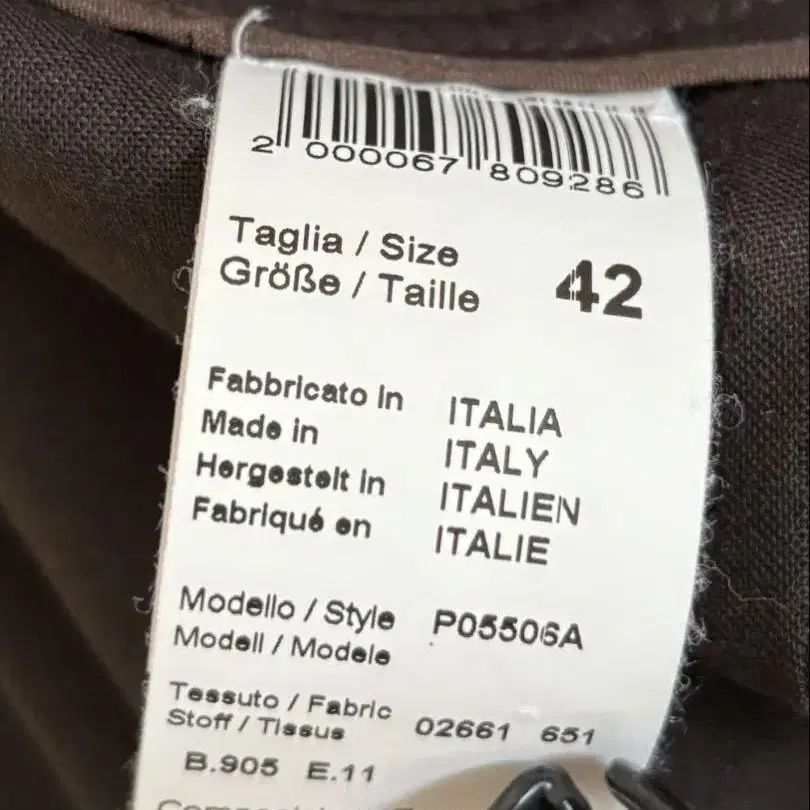 2 000067 809286
Taglia / Size
Größe / Taille
42
Fabbricato in ITALIA
Made in ITALY
Hergestelt in ITALIEN
Fabriqué en ITALIE
Modello / Style P05506A
Modell / Modele
Tessuto / Fabric
Stoff / Tissus 02661 651
B.905 E.11